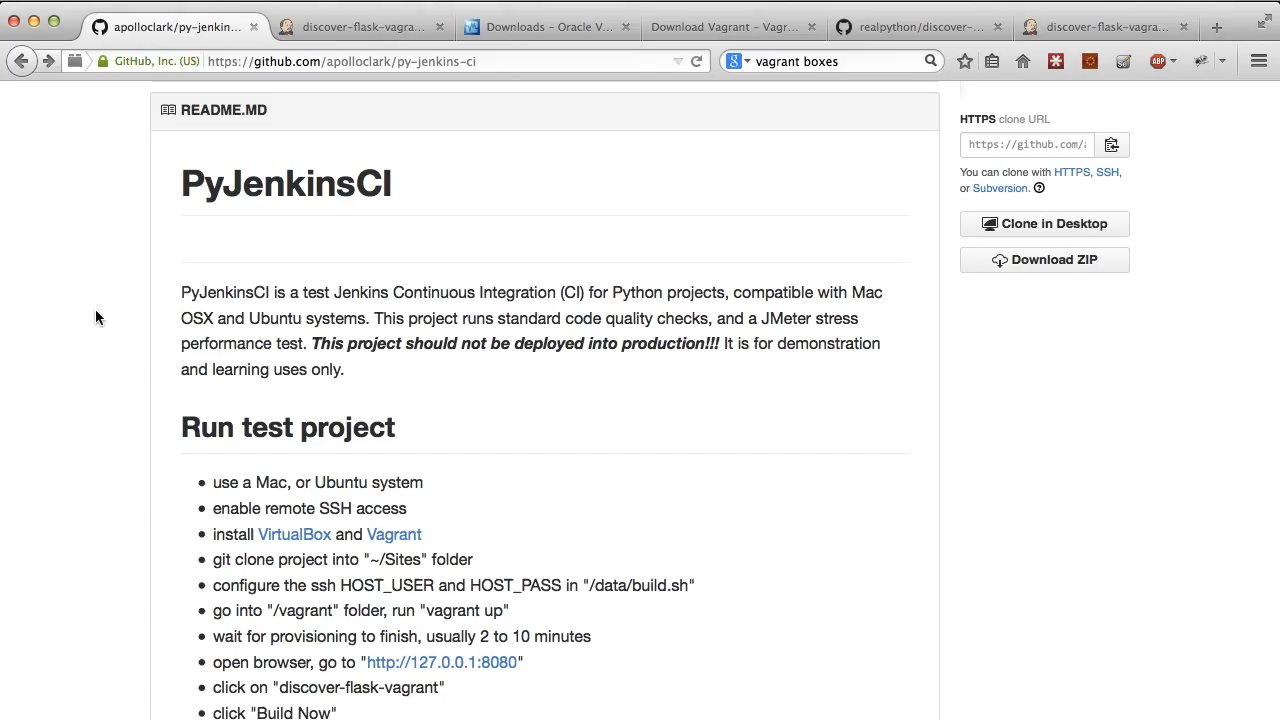 apolloclark/py-jenkin... × discover-flask-vagra... × Downloads – Oracle V... × Download Vagrant - Vagr... × realpython/discover-... × discover-flask-vagra... × +
GitHub, Inc. (US) https://github.com/apolloclark/py-jenkins-ci vagrant boxes ABP
README.MD
PyJenkinsCI
PyJenkinsCI is a test Jenkins Continuous Integration (CI) for Python projects, compatible with Mac
OSX and Ubuntu systems. This project runs standard code quality checks, and a JMeter stress
performance test. This project should not be deployed into production!!! It is for demonstration
and learning uses only.
Run test project
• use a Mac, or Ubuntu system
• enable remote SSH access
• install VirtualBox and Vagrant
• git clone project into "~/Sites" folder
• configure the ssh HOST_USER and HOST_PASS in "/data/build.sh"
• go into "/vagrant" folder, run "vagrant up"
• wait for provisioning to finish, usually 2 to 10 minutes
• open browser, go to "http://127.0.0.1:8080"
• click on "discover-flask-vagrant"
• click "Build Now"
HTTPS clone URL
https://github.com/a
You can clone with HTTPS, SSH,
or Subversion.
Clone in Desktop
Download ZIP